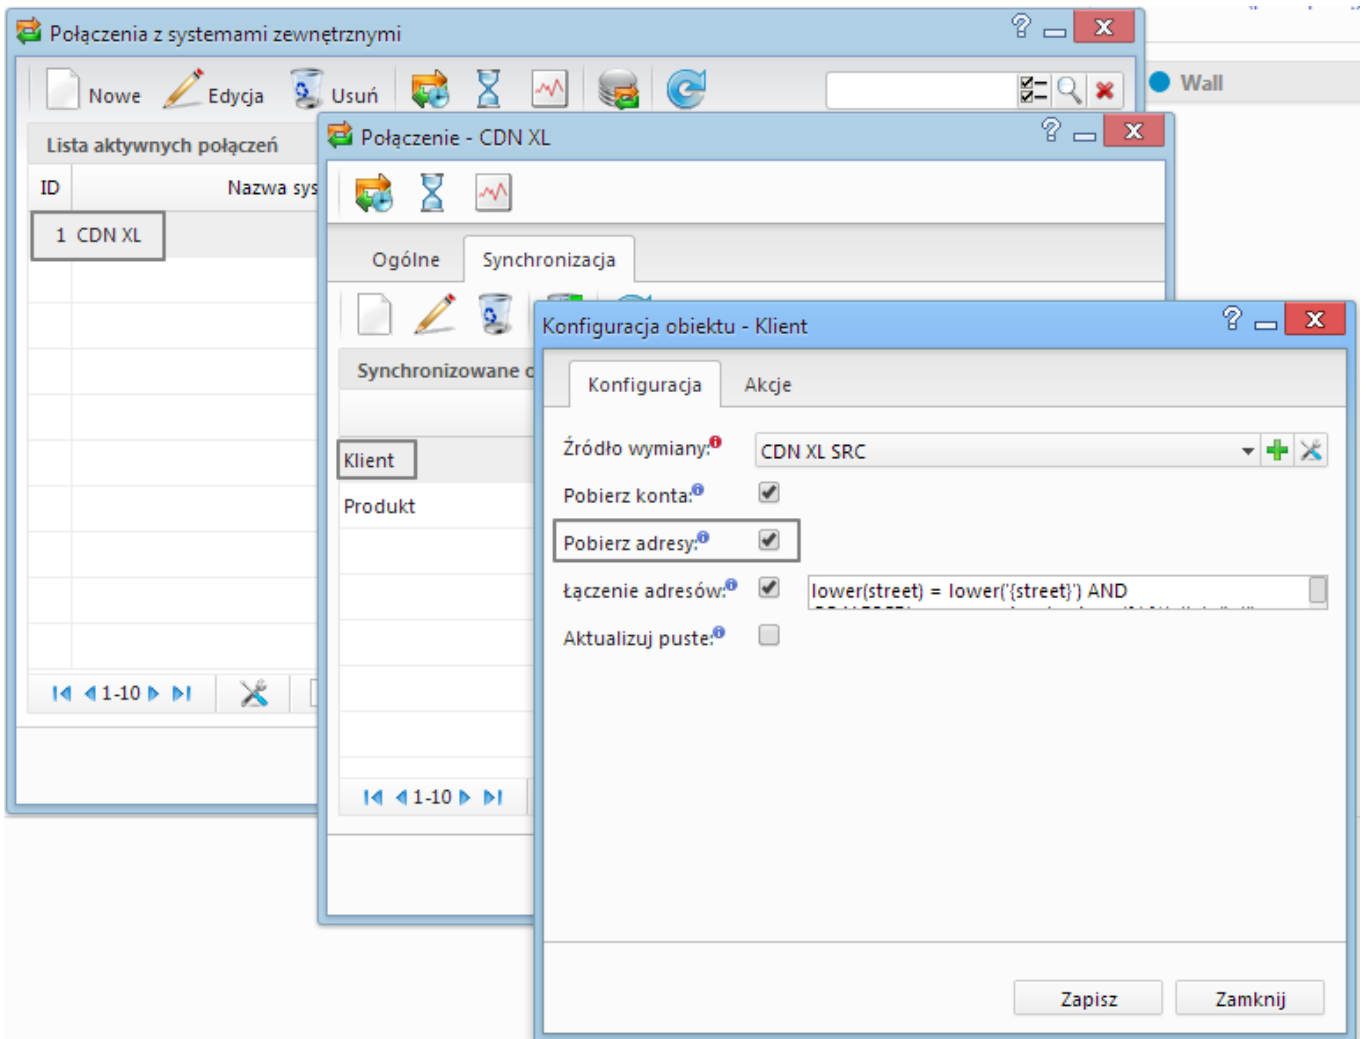 Połączenia z systemami zewnętrznymi
Nowe Edycja Usuń
Wall
Lista aktywnych połączeń
ID Nazwa sys
1 CDN XL
1-10
Połączenie - CDN XL
Ogólne Synchronizacja
Synchronizowane o
Klient
Produkt
1-10
Konfiguracja obiektu - Klient
Konfiguracja Akcje
Źródło wymiany: CDN XL SRC
Pobierz konta:
Pobierz adresy:
Łączenie adresów: lower(street) = lower('{street}') AND
Aktualizuj puste:
Zapisz Zamknij